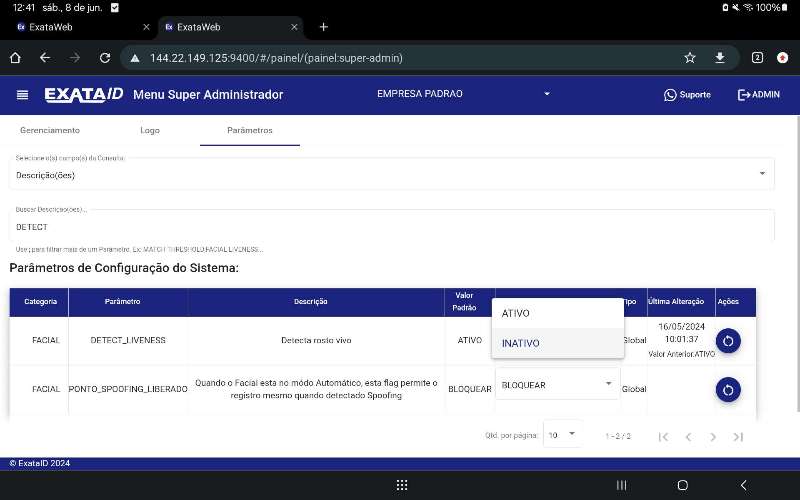 12:41 sáb., 8 de jun.
100%
ExataWeb
ExataWeb
144.22.149.125:9400/#/painel/(painel:super-admin)
2
EXATAID Menu Super Administrador EMPRESA PADRAO Suporte ADMIN
Gerenciamento Logo Parâmetros
Selecione o(s) campo(s) da Consulta:
Descrição(ões)
Buscar Descrição(ões)...
DETECT
Use ; para filtrar mais de um Parâmetro. Ex: MATCH THRESHOLD;FACIAL LIVENESS...
Parâmetros de Configuração do Sistema:
Categoria Parâmetro Descrição Valor Padrão Tipo Última Alteração Ações
ATIVO
INATIVO
FACIAL DETECT_LIVENESS Detecta rosto vivo ATIVO Global 16/05/2024
10:01:37
Valor Anterior:ATIVO
FACIAL PONTO_SPOOFING_LIBERADO Quando o Facial esta no módo Automático, esta flag permite o
registro mesmo quando detectado Spoofing
BLOQUEAR BLOQUEAR Global
Qtd. por página: 10 1 - 2 / 2
© ExataID 2024